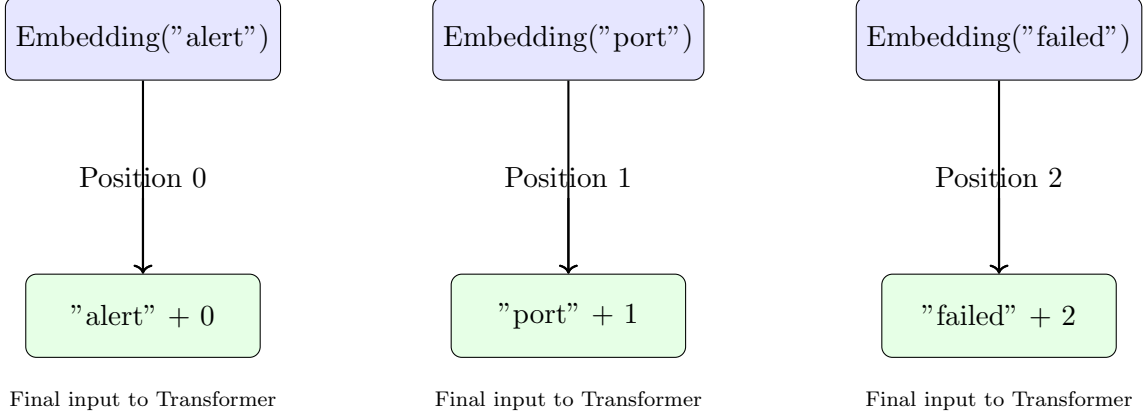 Embedding(”alert”)
Embedding(”port”)
Embedding(”failed”)
Position 0
Position 1
Position 2
”alert” + 0
”port” + 1
”failed” + 2
Final input to Transformer
Final input to Transformer
Final input to Transformer